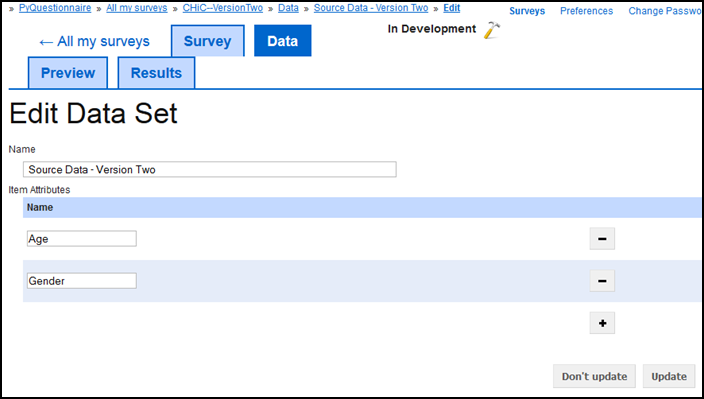 » PyQuestionnaire » All my surveys » CHIC--VersionTwo » Data » Source Data - Version Two » Edit
Surveys Preferences Change Passwo
In Development
← All my surveys Survey Data
Preview Results
Edit Data Set
Name
Source Data - Version Two
Item Attributes
Name
Age
Gender
Don't update Update